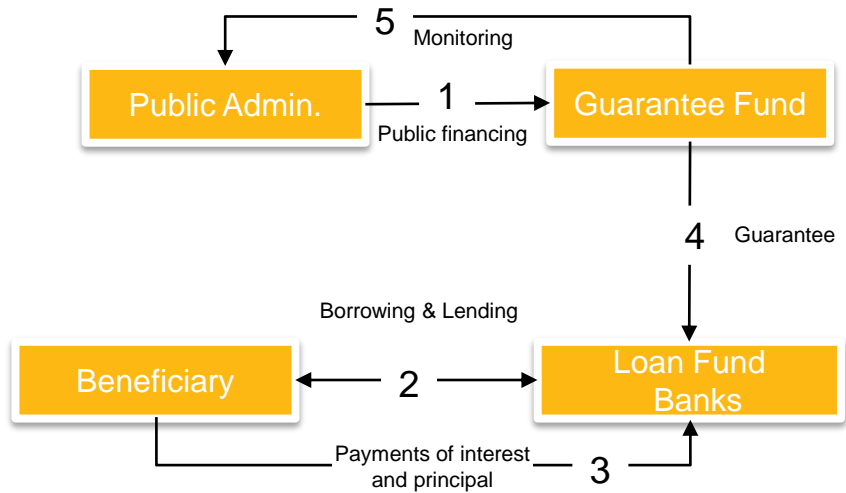 5
Monitoring
Public Admin.
1
Guarantee Fund
Public financing
4
Guarantee
Borrowing & Lending
Beneficiary
2
Loan Fund
Banks
Payments of interest
and principal
3